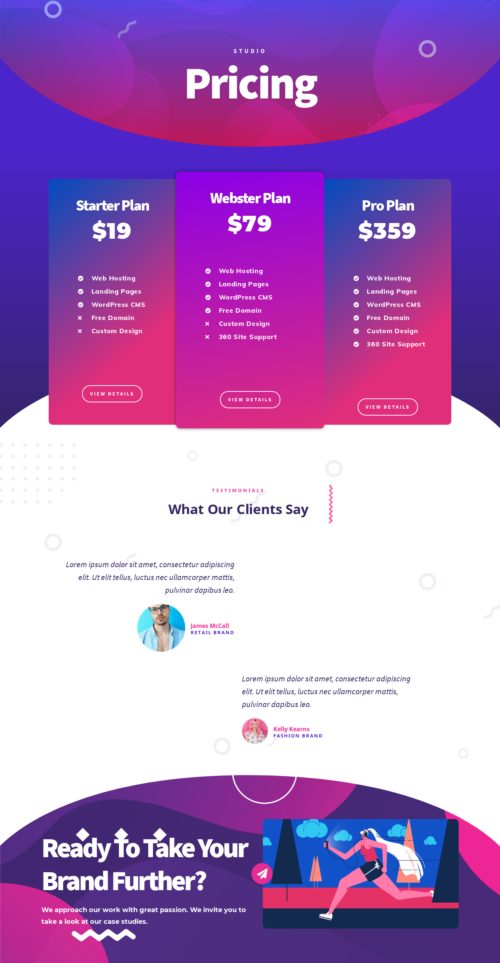 STUDIO
Pricing
Starter Plan
$19
Web Hosting
Landing Pages
WordPress CMS
Free Domain
Custom Design
VIEW DETAILS
Webster Plan
$79
Web Hosting
Landing Pages
WordPress CMS
Free Domain
Custom Design
360 Site Support
VIEW DETAILS
Pro Plan
$359
Web Hosting
Landing Pages
WordPress CMS
Free Domain
Custom Design
360 Site Support
VIEW DETAILS
TESTIMONIALS
What Our Clients Say
Lorem ipsum dolor sit amet, consectetur adipiscing
elit. Ut elit tellus, luctus nec ullamcorper mattis,
pulvinar dapibus leo.
James McCall
RETAIL BRAND
Lorem ipsum dolor sit amet, consectetur adipiscing
elit. Ut elit tellus, luctus nec ullamcorper mattis,
pulvinar dapibus leo.
Kelly Kearns
FASHION BRAND
Ready To Take Your
Brand Further?
We approach our work with great passion. We invite you to
take a look at our case studies.